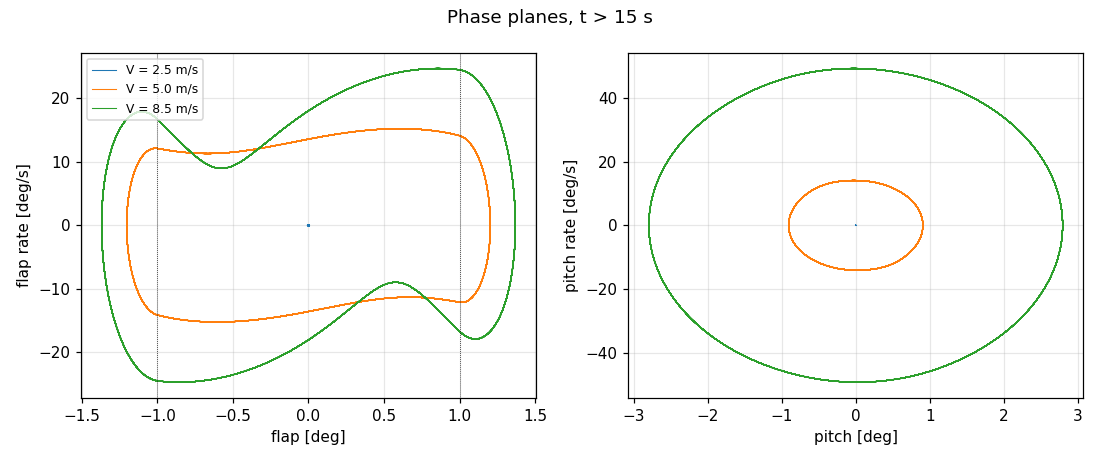 Phase planes, t > 15 s
V = 2.5 m/s
V = 5.0 m/s
V = 8.5 m/s
20
10
0
−10
−20
flap rate [deg/s]
−1.5 −1.0 −0.5 0.0 0.5 1.0 1.5
flap [deg]
40
20
0
−20
−40
pitch rate [deg/s]
−3 −2 −1 0 1 2 3
pitch [deg]